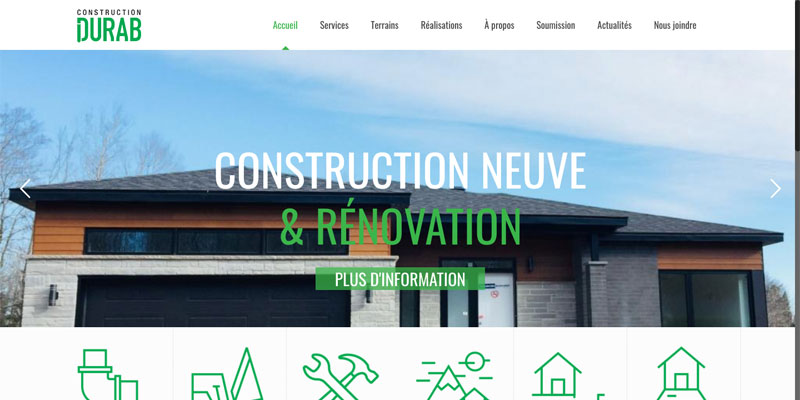 CONSTRUCTION
DURAB
Accueil Services Terrains Réalisations À propos Soumission Actualités Nous joindre
CONSTRUCTION NEUVE
& RÉNOVATION
PLUS D'INFORMATION